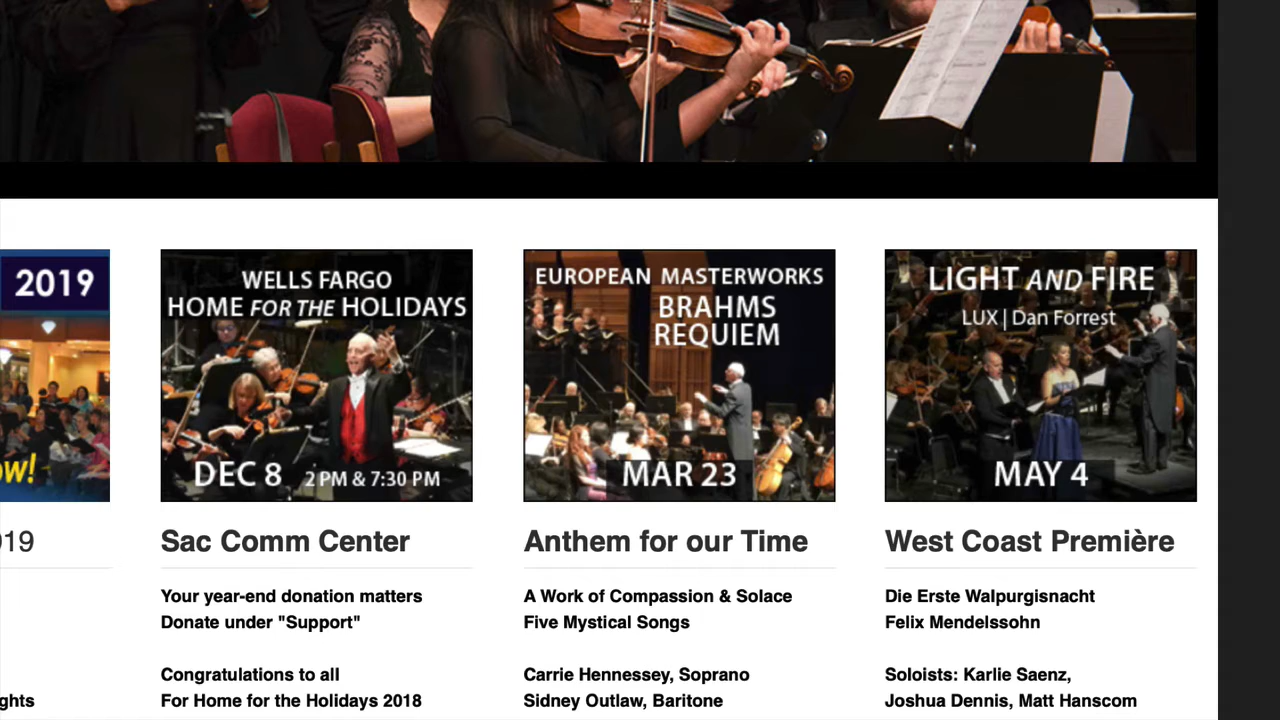 2019
ow!
019
ghts
WELLS FARGO
HOME FOR THE HOLIDAYS
DEC 8 2 PM & 7:30 PM
Sac Comm Center
Your year-end donation matters
Donate under "Support"
Congratulations to all
For Home for the Holidays 2018
EUROPEAN MASTERWORKS
BRAHMS
REQUIEM
MAR 23
Anthem for our Time
A Work of Compassion & Solace
Five Mystical Songs
Carrie Hennessey, Soprano
Sidney Outlaw, Baritone
LIGHT AND FIRE
LUX | Dan Forrest
MAY 4
West Coast Première
Die Erste Walpurgisnacht
Felix Mendelssohn
Soloists: Karlie Saenz,
Joshua Dennis, Matt Hanscom